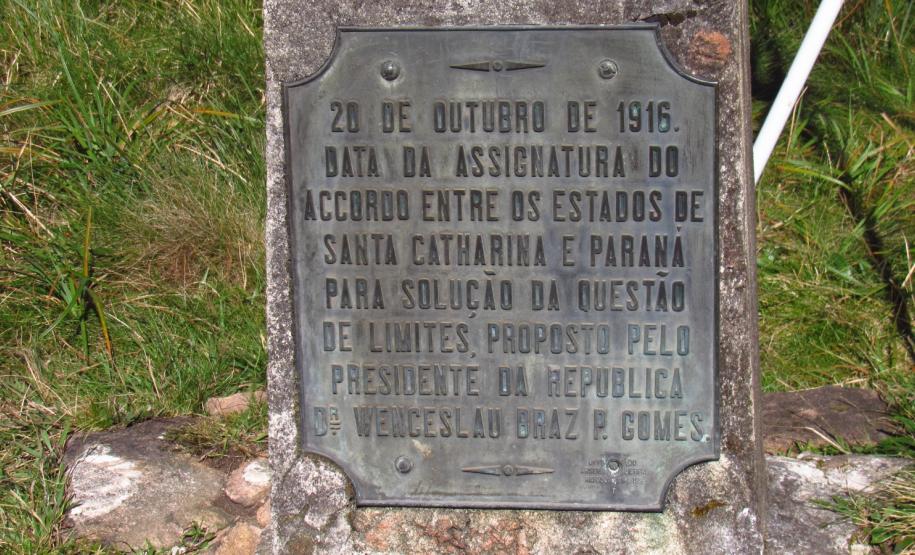 20 DE OUTUBRO DE 1916.
DATA DA ASSIGNATURA DO
ACCORDO ENTRE OS ESTADOS DE
SANTA CATHARINA E PARANÁ
PARA SOLUÇÃO DA QUESTÃO
DE LIMITES, PROPOSTO PELO
PRESIDENTE DA REPUBLICA
DR WENCESLAU BRAZ P. GOMES.